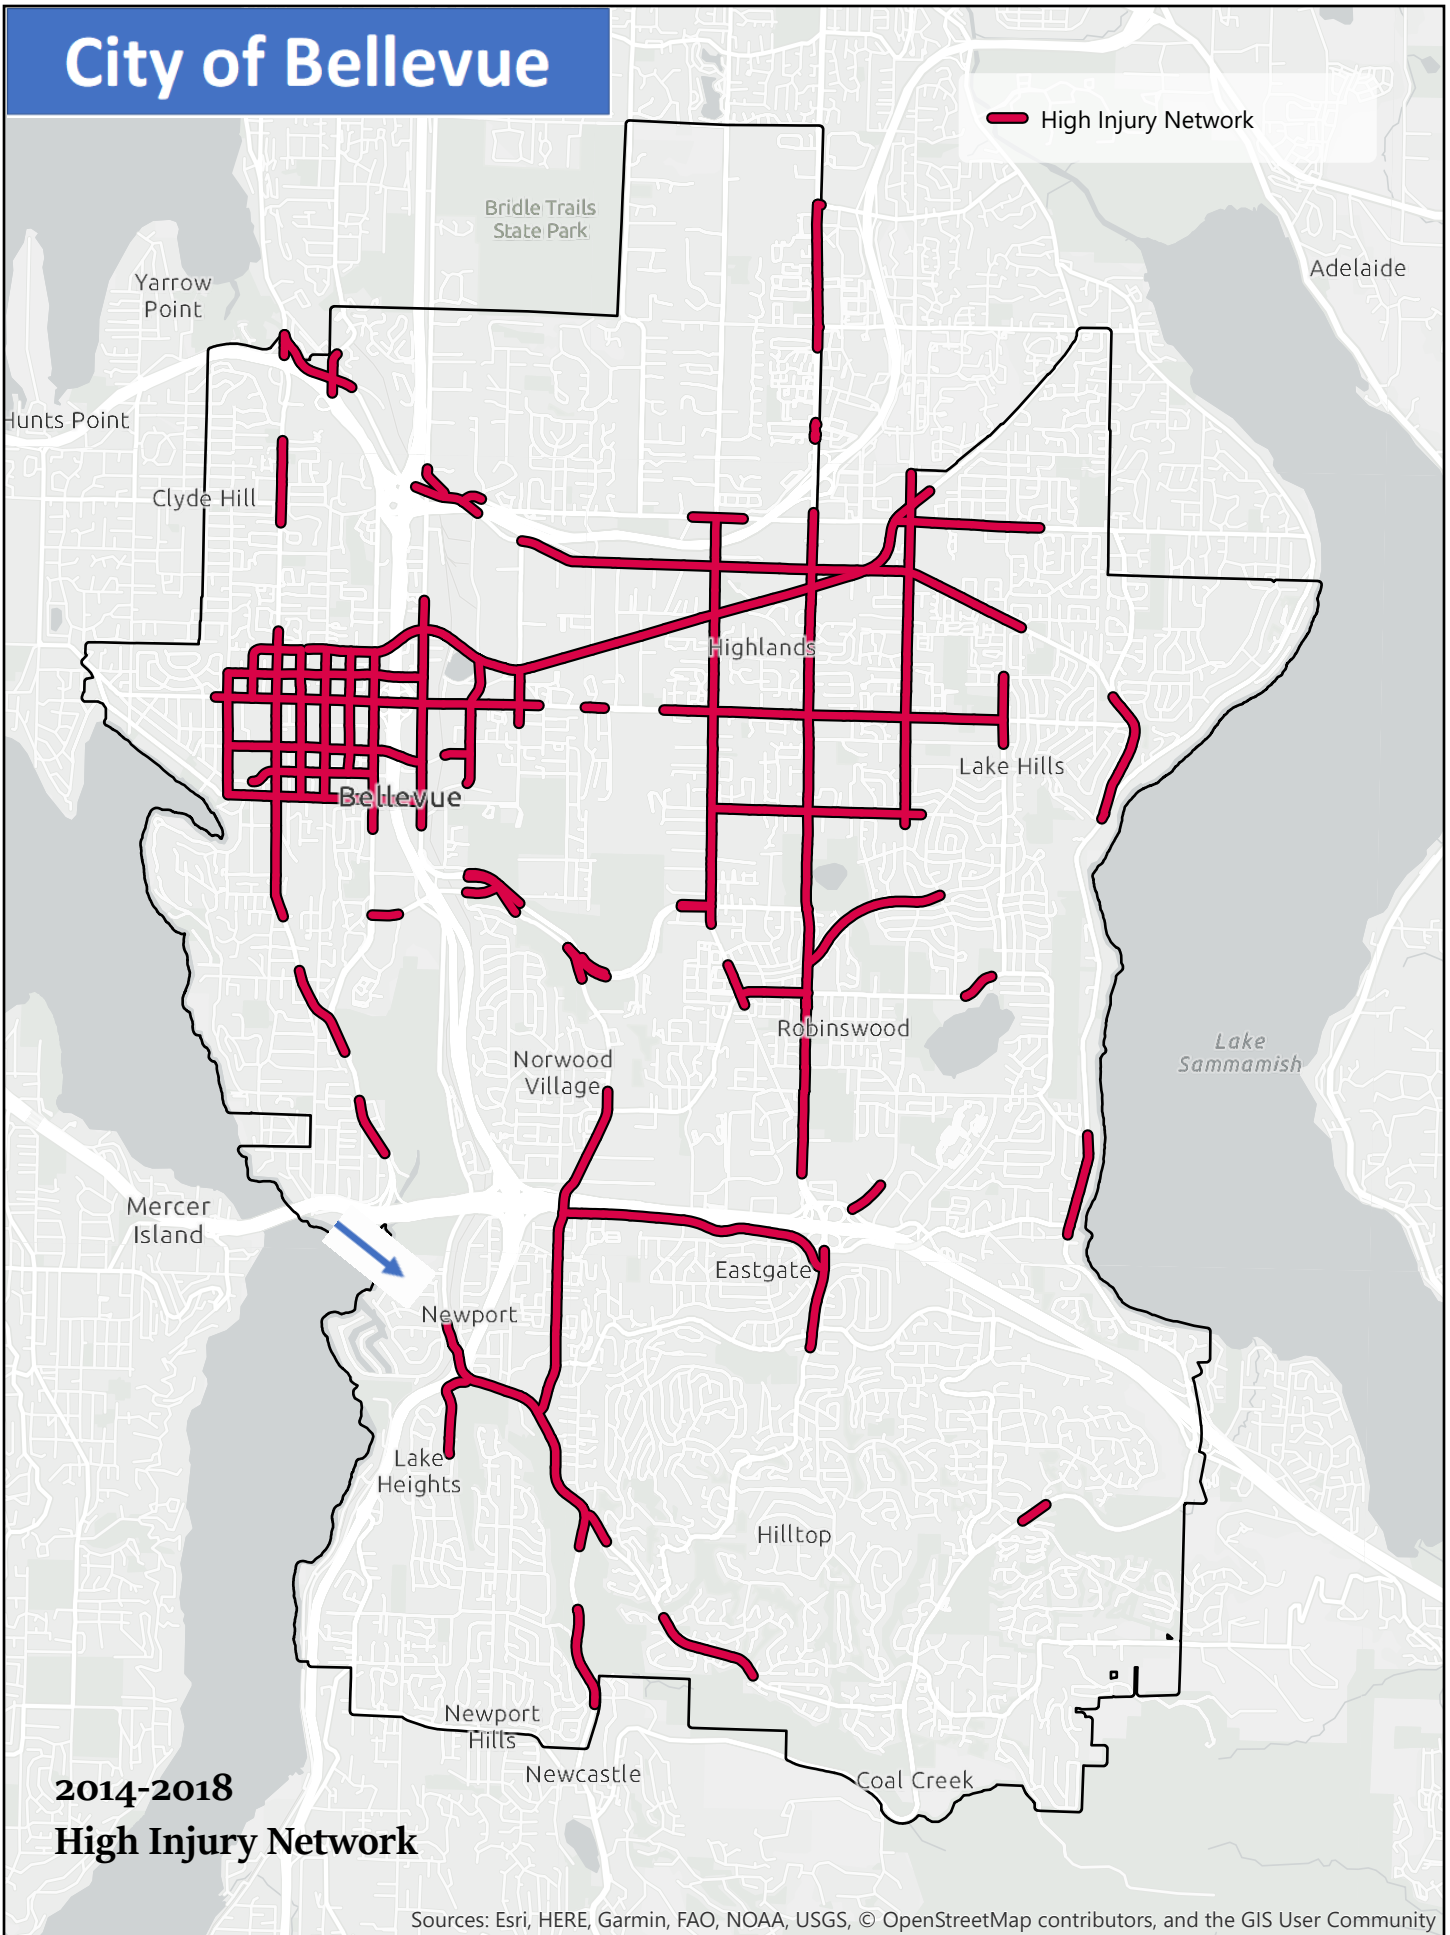 City of Bellevue
High Injury Network
Bridle Trails
State Park
Adelaide
Yarrow
Point
Hunts Point
Clyde Hill
Highlands
Lake Hills
Bellevue
Robinswood
Lake
Sammamish
Norwood
Village
Mercer
Island
Eastgate
Newport
Lake
Heights
Hilltop
Newport
Hills
Newcastle
Coal Creek
2014-2018
High Injury Network
Sources: Esri, HERE, Garmin, FAO, NOAA, USGS, © OpenStreetMap contributors, and the GIS User Community